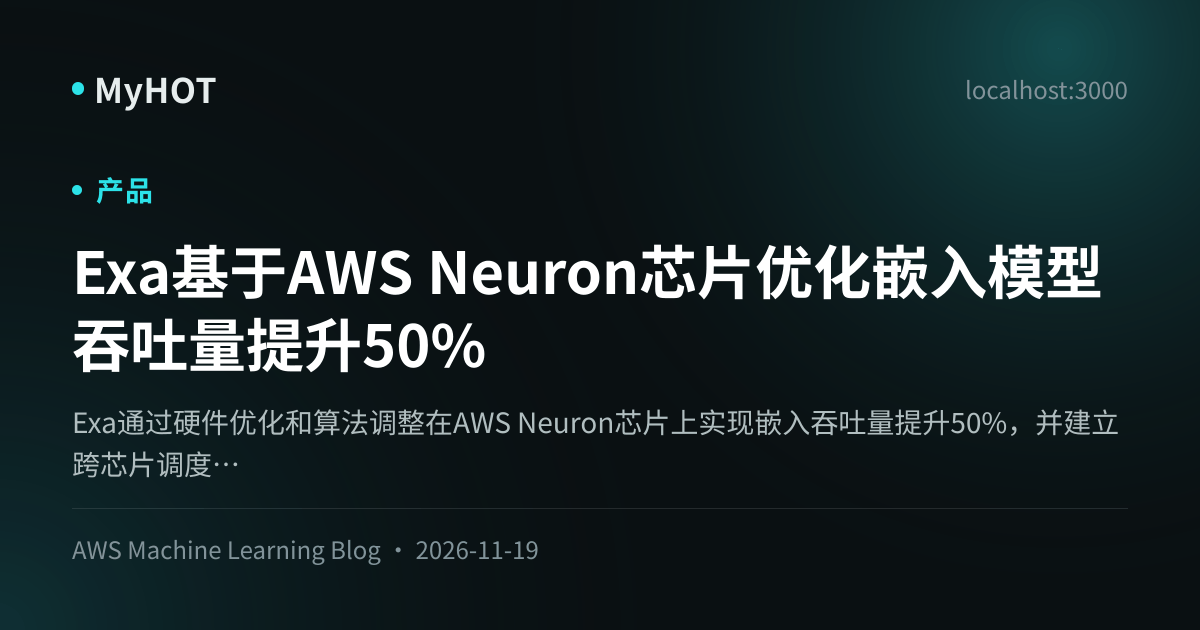 MyHOT
localhost:3000
产品
Exa基于AWS Neuron芯片优化嵌入模型
吞吐量提升50%
Exa通过硬件优化和算法调整在AWS Neuron芯片上实现嵌入吞吐量提升50%，并建立
跨芯片调度…
AWS Machine Learning Blog · 2026-11-19